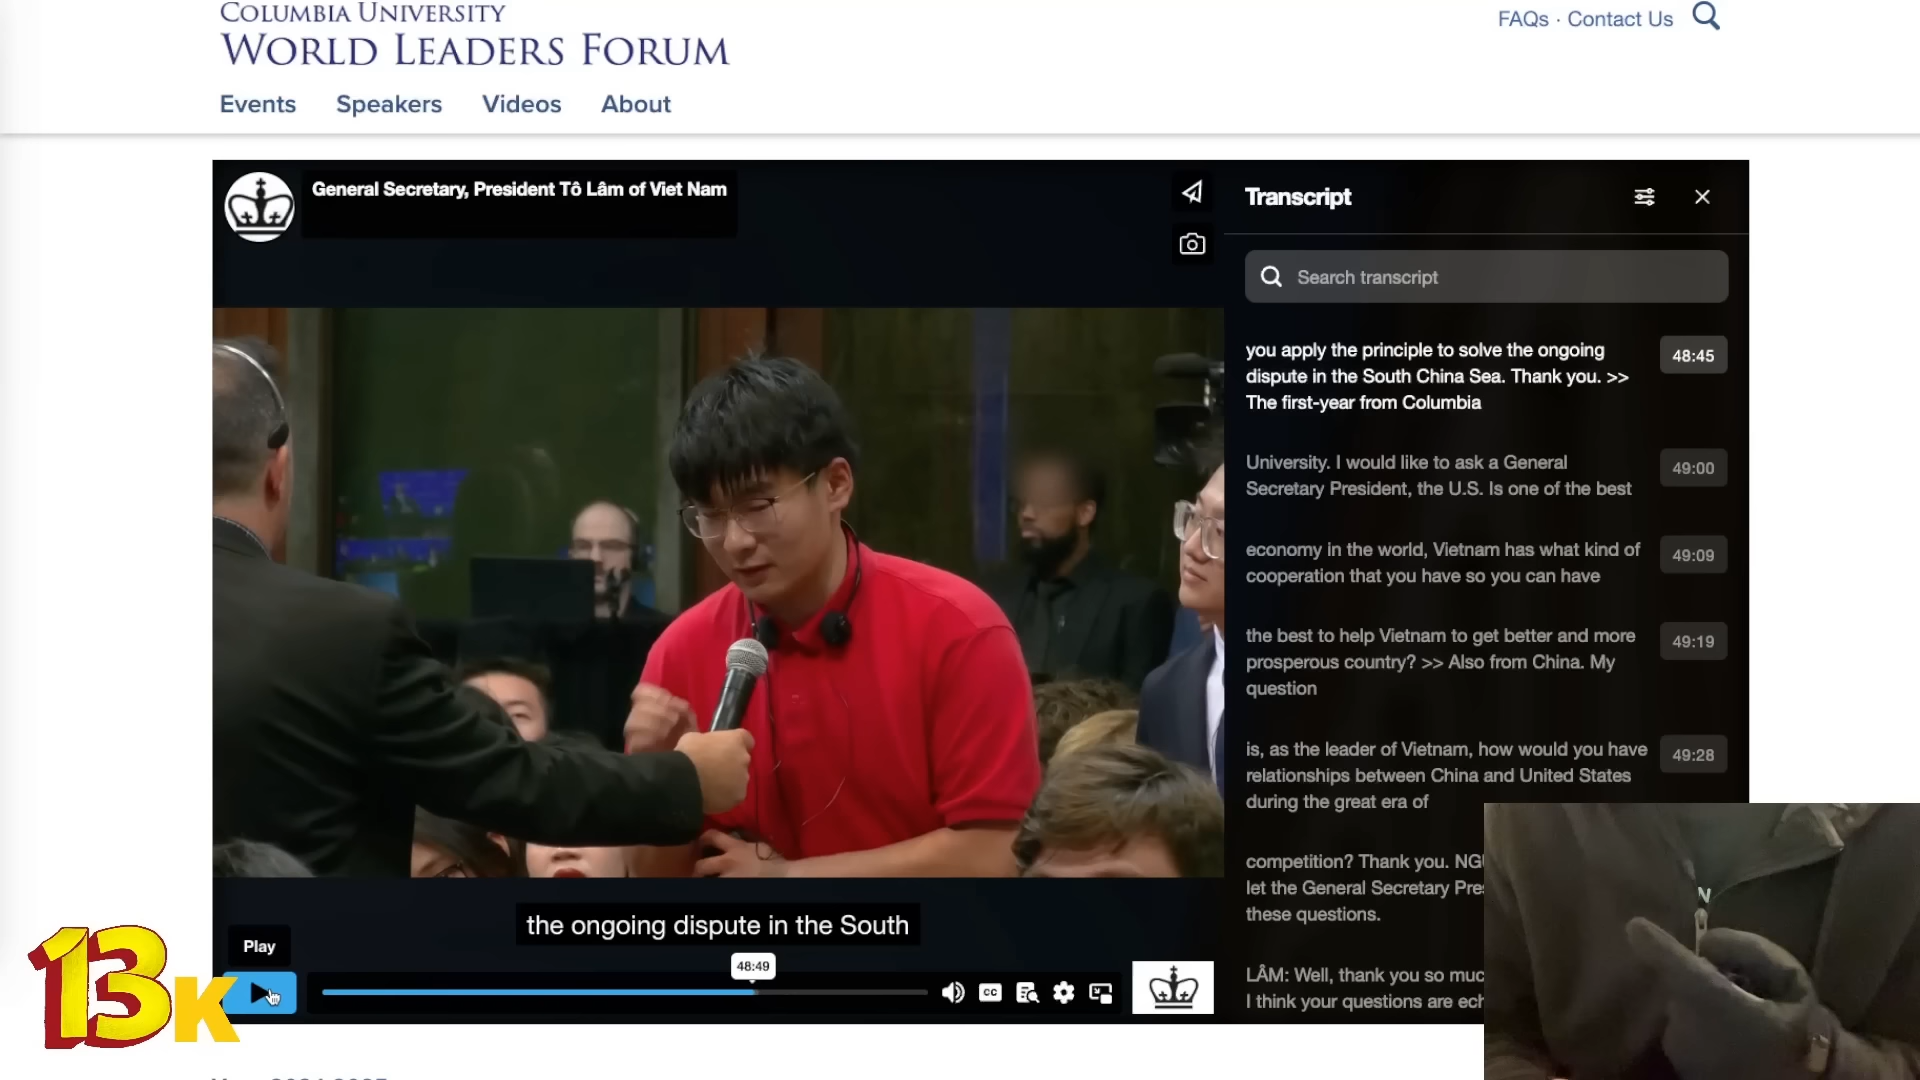 COLUMBIA UNIVERSITY
WORLD LEADERS FORUM
FAQs · Contact Us
Events Speakers Videos About
General Secretary, President Tô Lâm of Viet Nam
Transcript
Search transcript
you apply the principle to solve the ongoing
dispute in the South China Sea. Thank you. >>
The first-year from Columbia
48:45
University. I would like to ask a General
Secretary President, the U.S. Is one of the best
49:00
economy in the world, Vietnam has what kind of
cooperation that you have so you can have
49:09
the best to help Vietnam to get better and more
prosperous country? >> Also from China. My
question
49:19
is, as the leader of Vietnam, how would you have
relationships between China and United States
during the great era of
49:28
competition? Thank you.
let the General Secretary
these questions.
LÂM: Well, thank you so
I think your questions are
the ongoing dispute in the South
Play
48:49
CC
13K
N